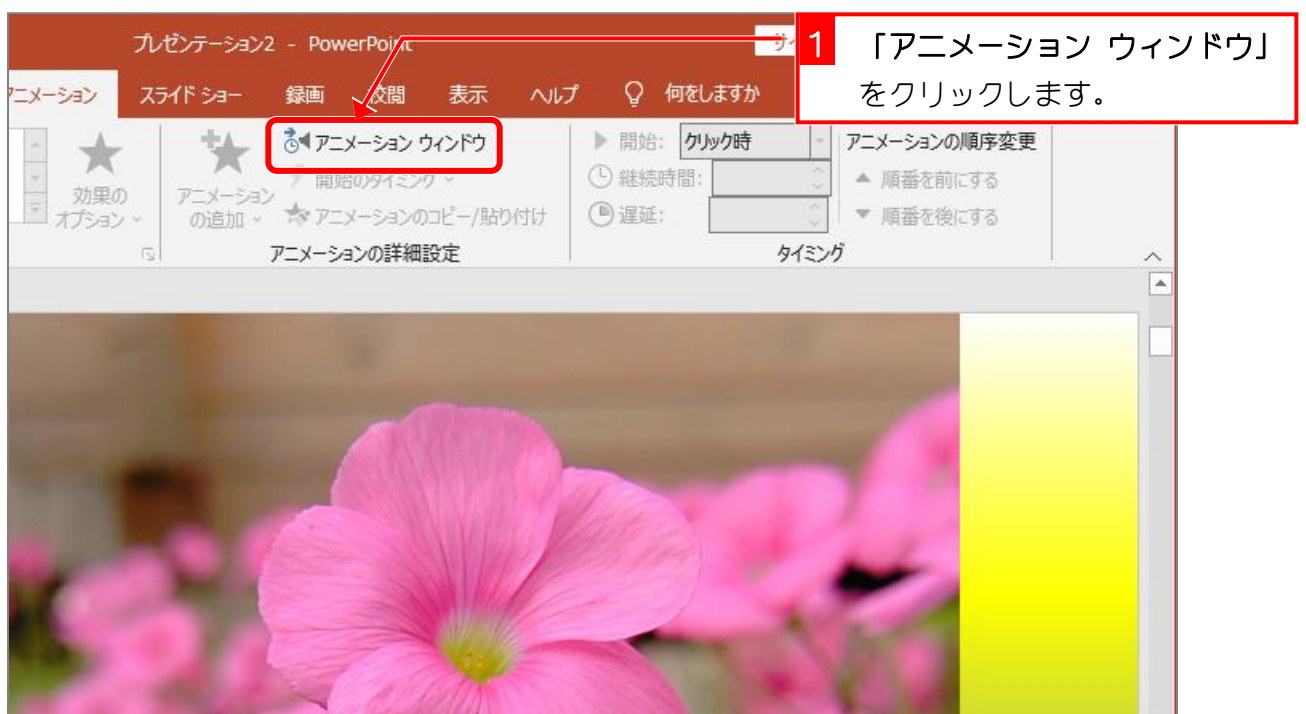 プレゼンテーション2 - PowerPoint
1 「アニメーション ウィンドウ」
をクリックします。
アニメーション スライド ショー 録画 校閲 表示 ヘルプ 何をしますか
アニメーション ウィンドウ
開始のタイミング
アニメーションのコピー/貼り付け
効果の
オプション
アニメーション
の追加
アニメーションの詳細設定
開始: クリック時
継続時間:
遅延:
アニメーションの順序変更
順番を前にする
順番を後にする
タイミング